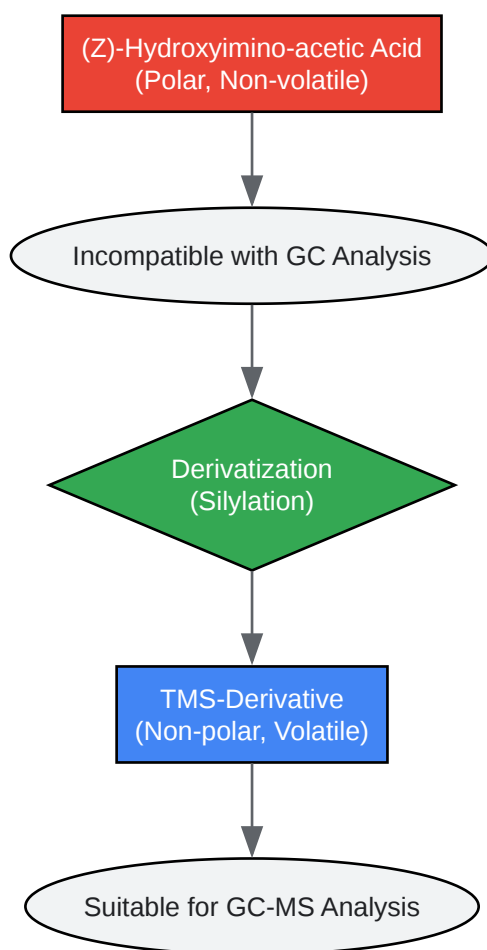 (Z)-Hydroxyimino-acetic Acid
(Polar, Non-volatile)
Incompatible with GC Analysis
Derivatization
(Silylation)
TMS-Derivative
(Non-polar, Volatile)
Suitable for GC-MS Analysis